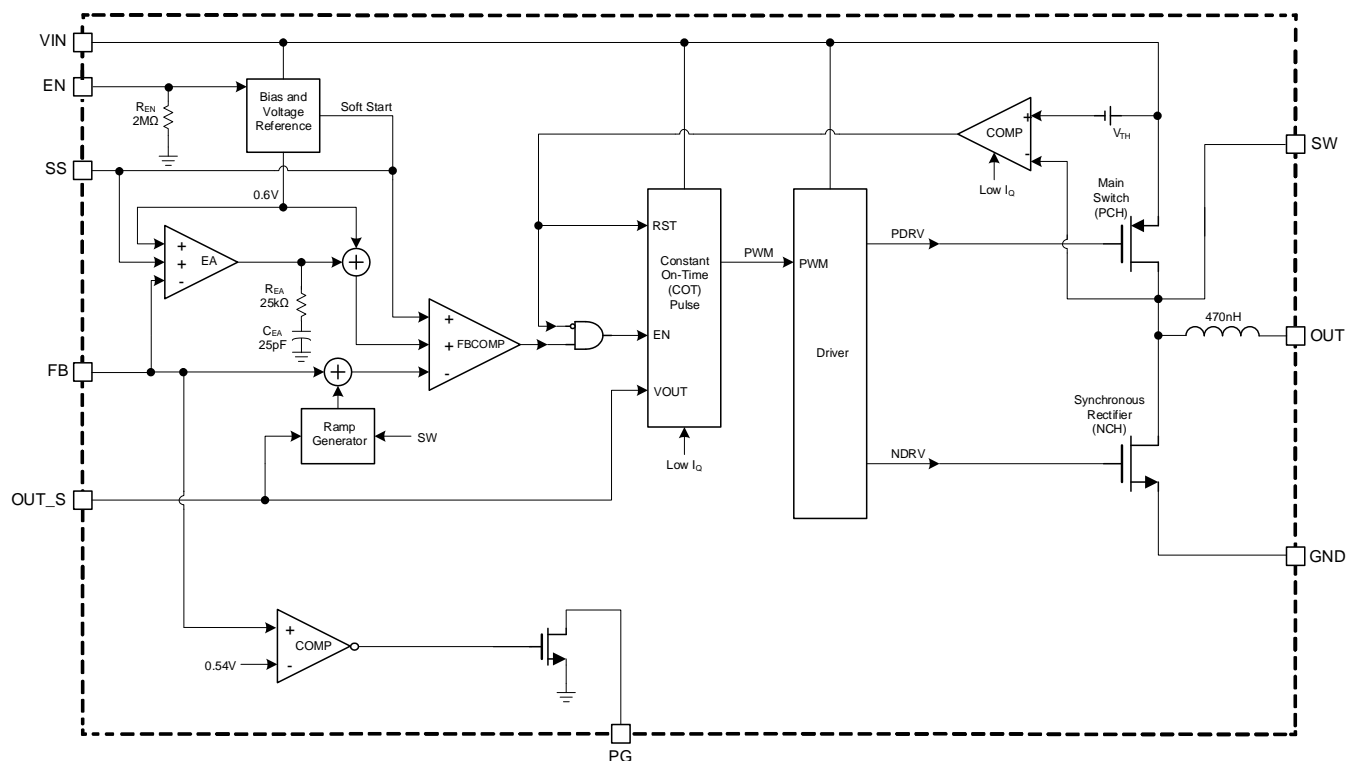 VIN
EN
R_EN
2MΩ
Bias and
Voltage
Reference
Soft Start
SS
0.6V
+
+
-
EA
R_EA
25kΩ
C_EA
25pF
+
FB
+
Ramp
Generator
SW
OUT_S
+
+
-
FBCOMP
RST
EN
VOUT
Constant
On-Time
(COT)
Pulse
Low I_Q
PWM
PWM
Driver
PDRV
NDRV
+
-
COMP
Low I_Q
V_TH
Main
Switch
(PCH)
SW
470nH
OUT
Synchronous
Rectifier
(NCH)
GND
+
-
COMP
0.54V
PG